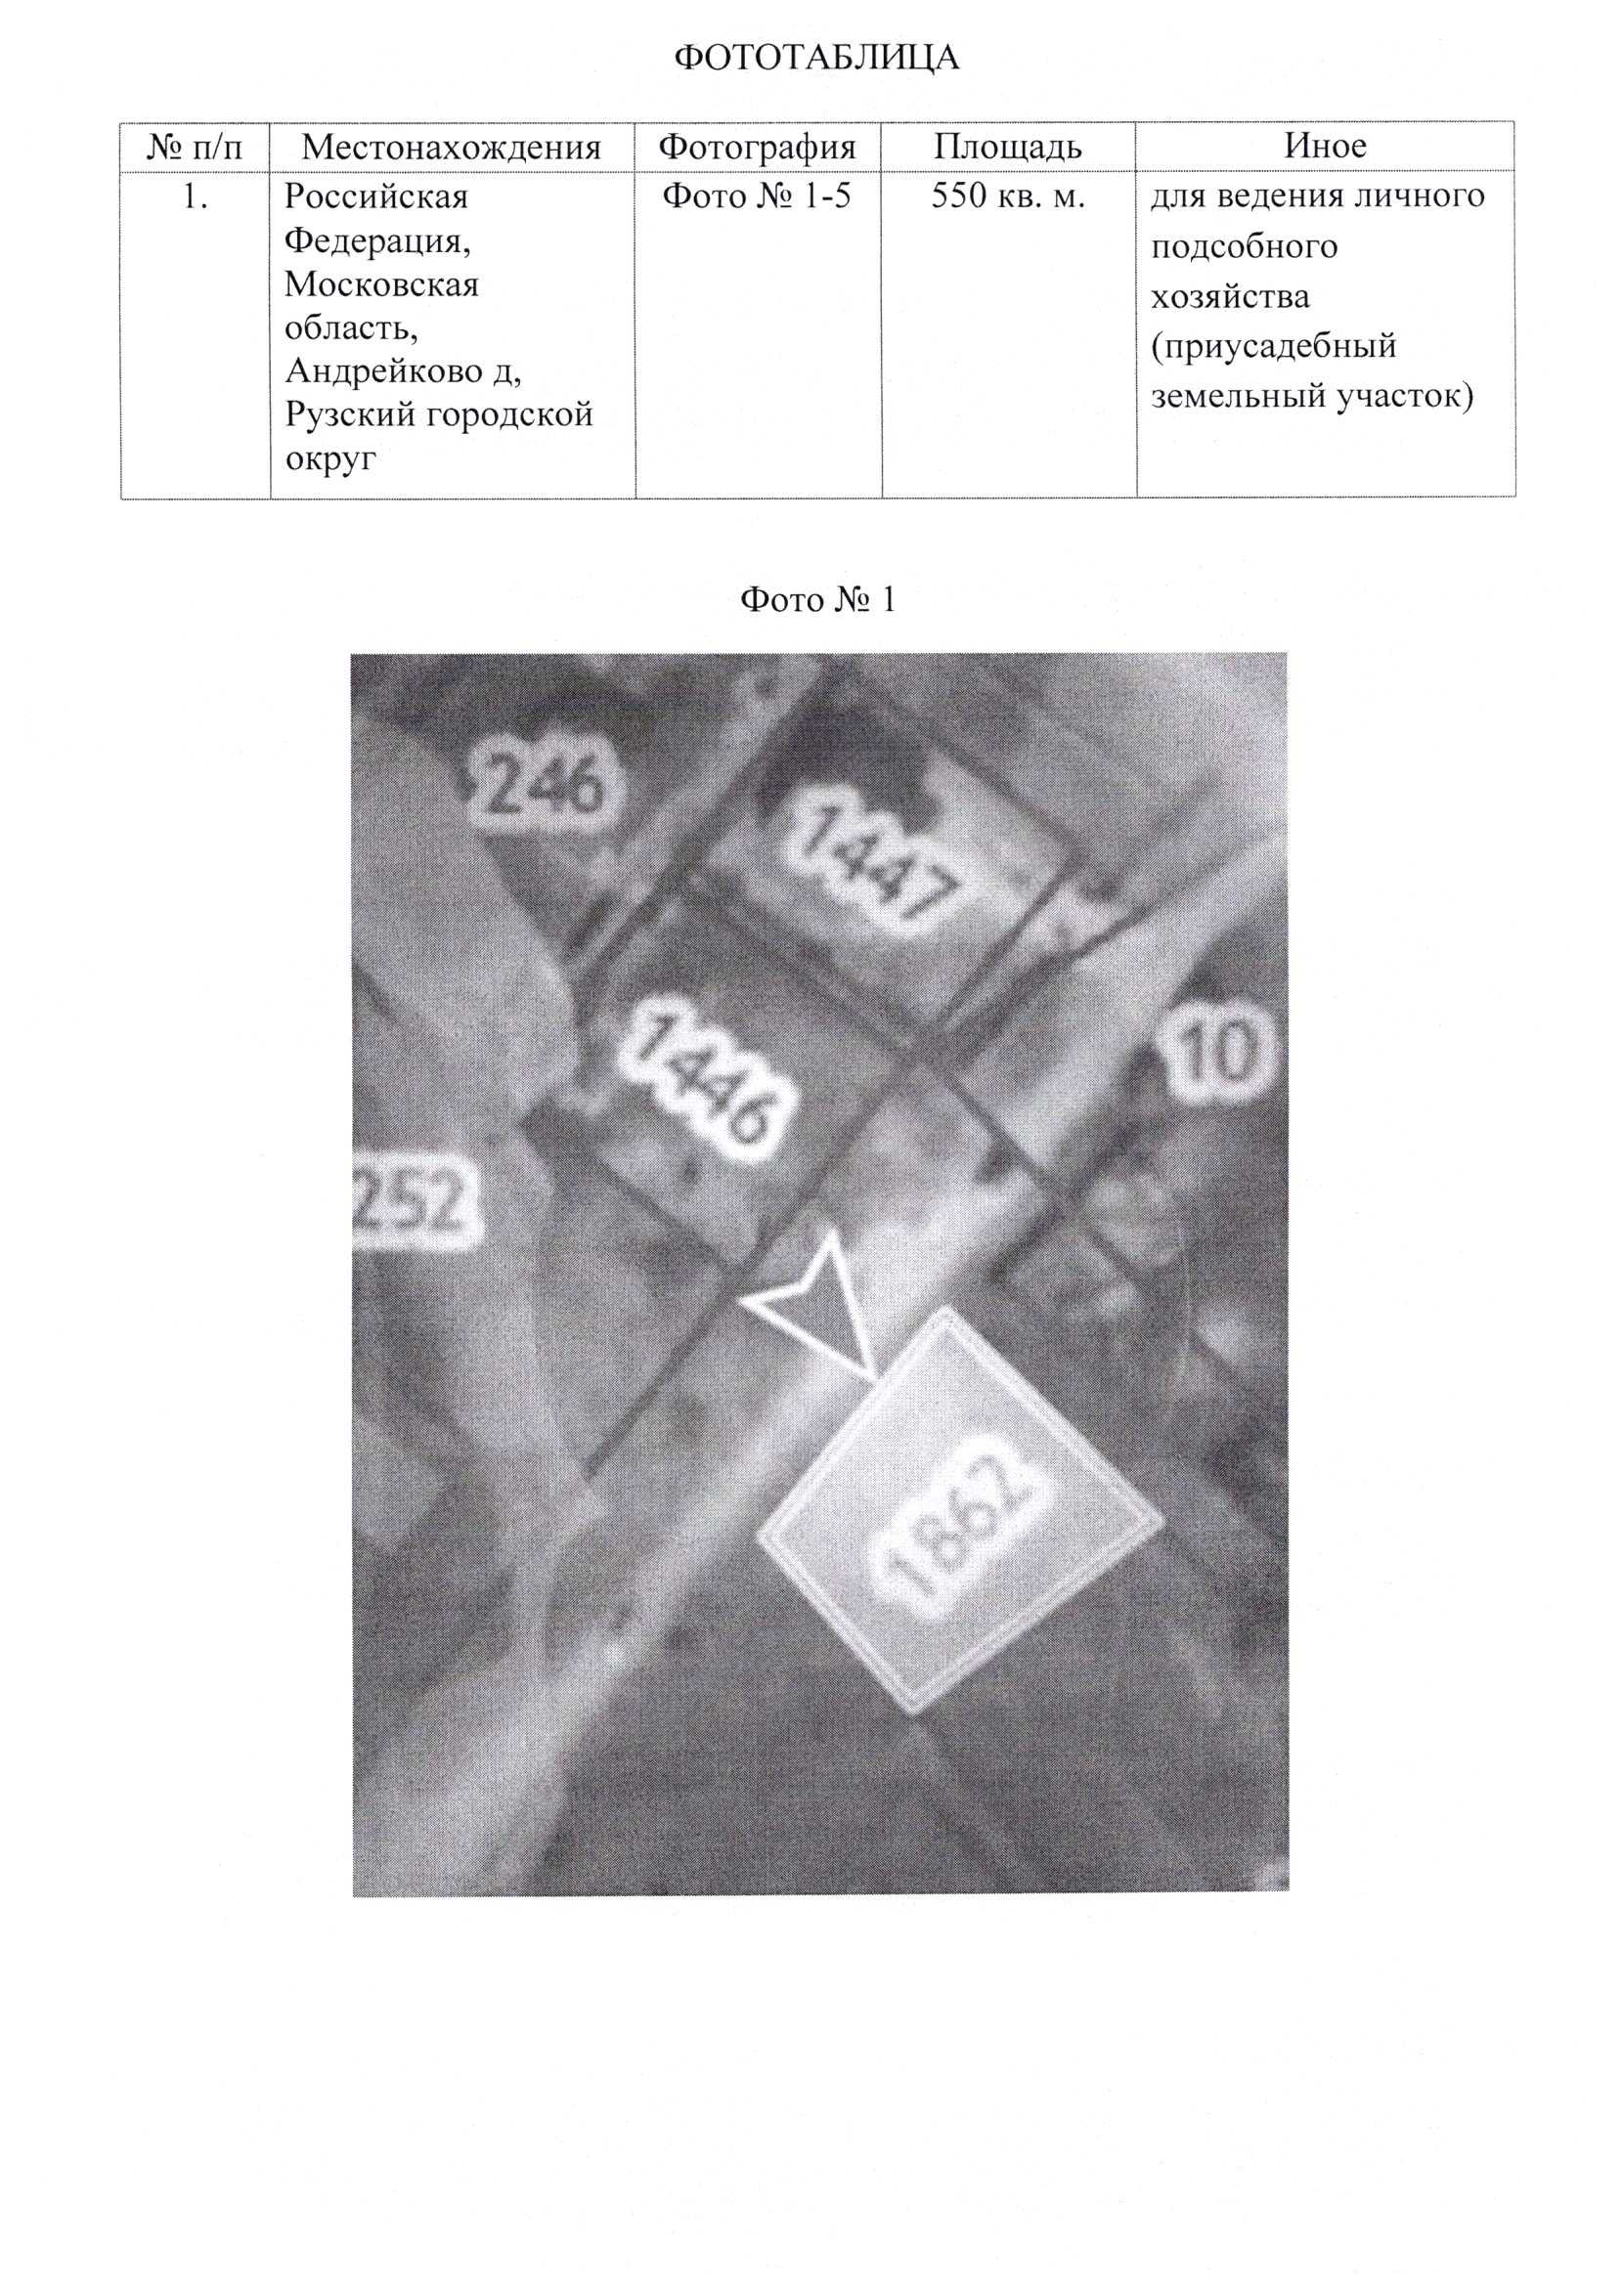 ФОТОТАБЛИЦА
№ п/п Местонахождения Фотография Площадь Иное
1. Российская Федерация, Московская область, Андрейково д, Рузский городской округ
Фото № 1-5
550 кв. м.
для ведения личного
подсобного
хозяйства
(приусадебный
земельный участок)
Фото № 1
246
1447
1446
10
252
1862